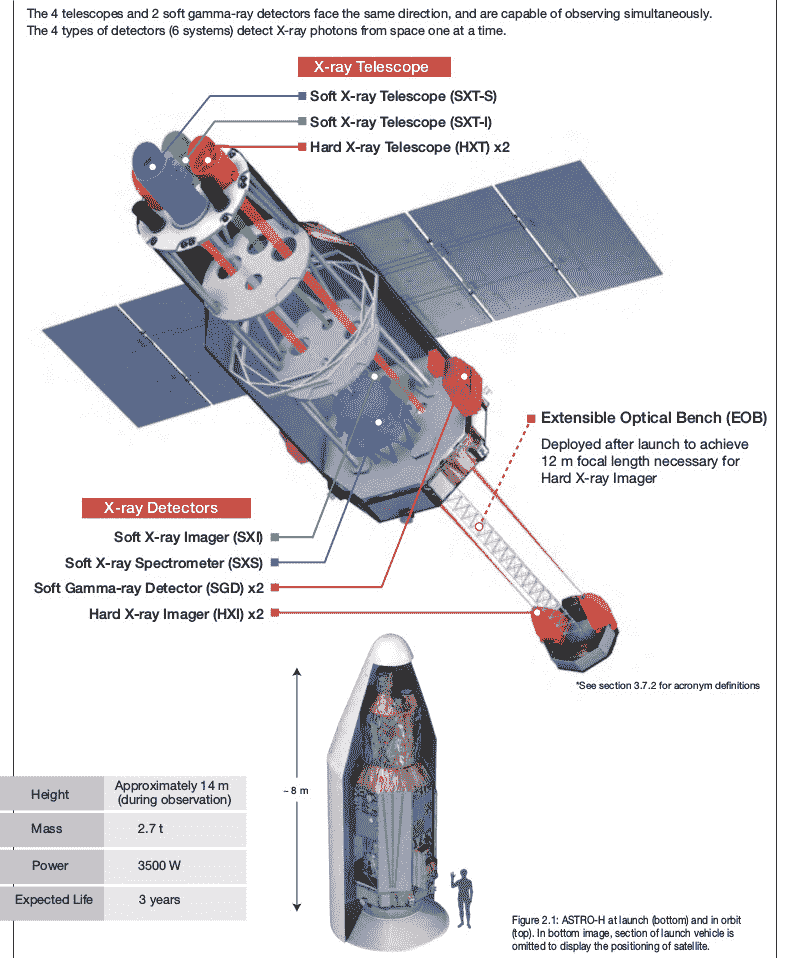 The 4 telescopes and 2 soft gamma-ray detectors face the same direction, and are capable of observing simultaneously.
The 4 types of detectors (6 systems) detect X-ray photons from space one at a time.
X-ray Telescope
Soft X-ray Telescope (SXT-S)
Soft X-ray Telescope (SXT-I)
Hard X-ray Telescope (HXT) x2
Extensible Optical Bench (EOB)
Deployed after launch to achieve
12 m focal length necessary for
Hard X-ray Imager
X-ray Detectors
Soft X-ray Imager (SXI)
Soft X-ray Spectrometer (SXS)
Soft Gamma-ray Detector (SGD) x2
Hard X-ray Imager (HXI) x2
*See section 3.7.2 for acronym definitions
~ 8 m
Height Approximately 14 m
(during observation)
Mass 2.7 t
Power 3500 W
Expected Life 3 years
Figure 2.1: ASTRO-H at launch (bottom) and in orbit
(top). In bottom image, section of launch vehicle is
omitted to display the positioning of satellite.